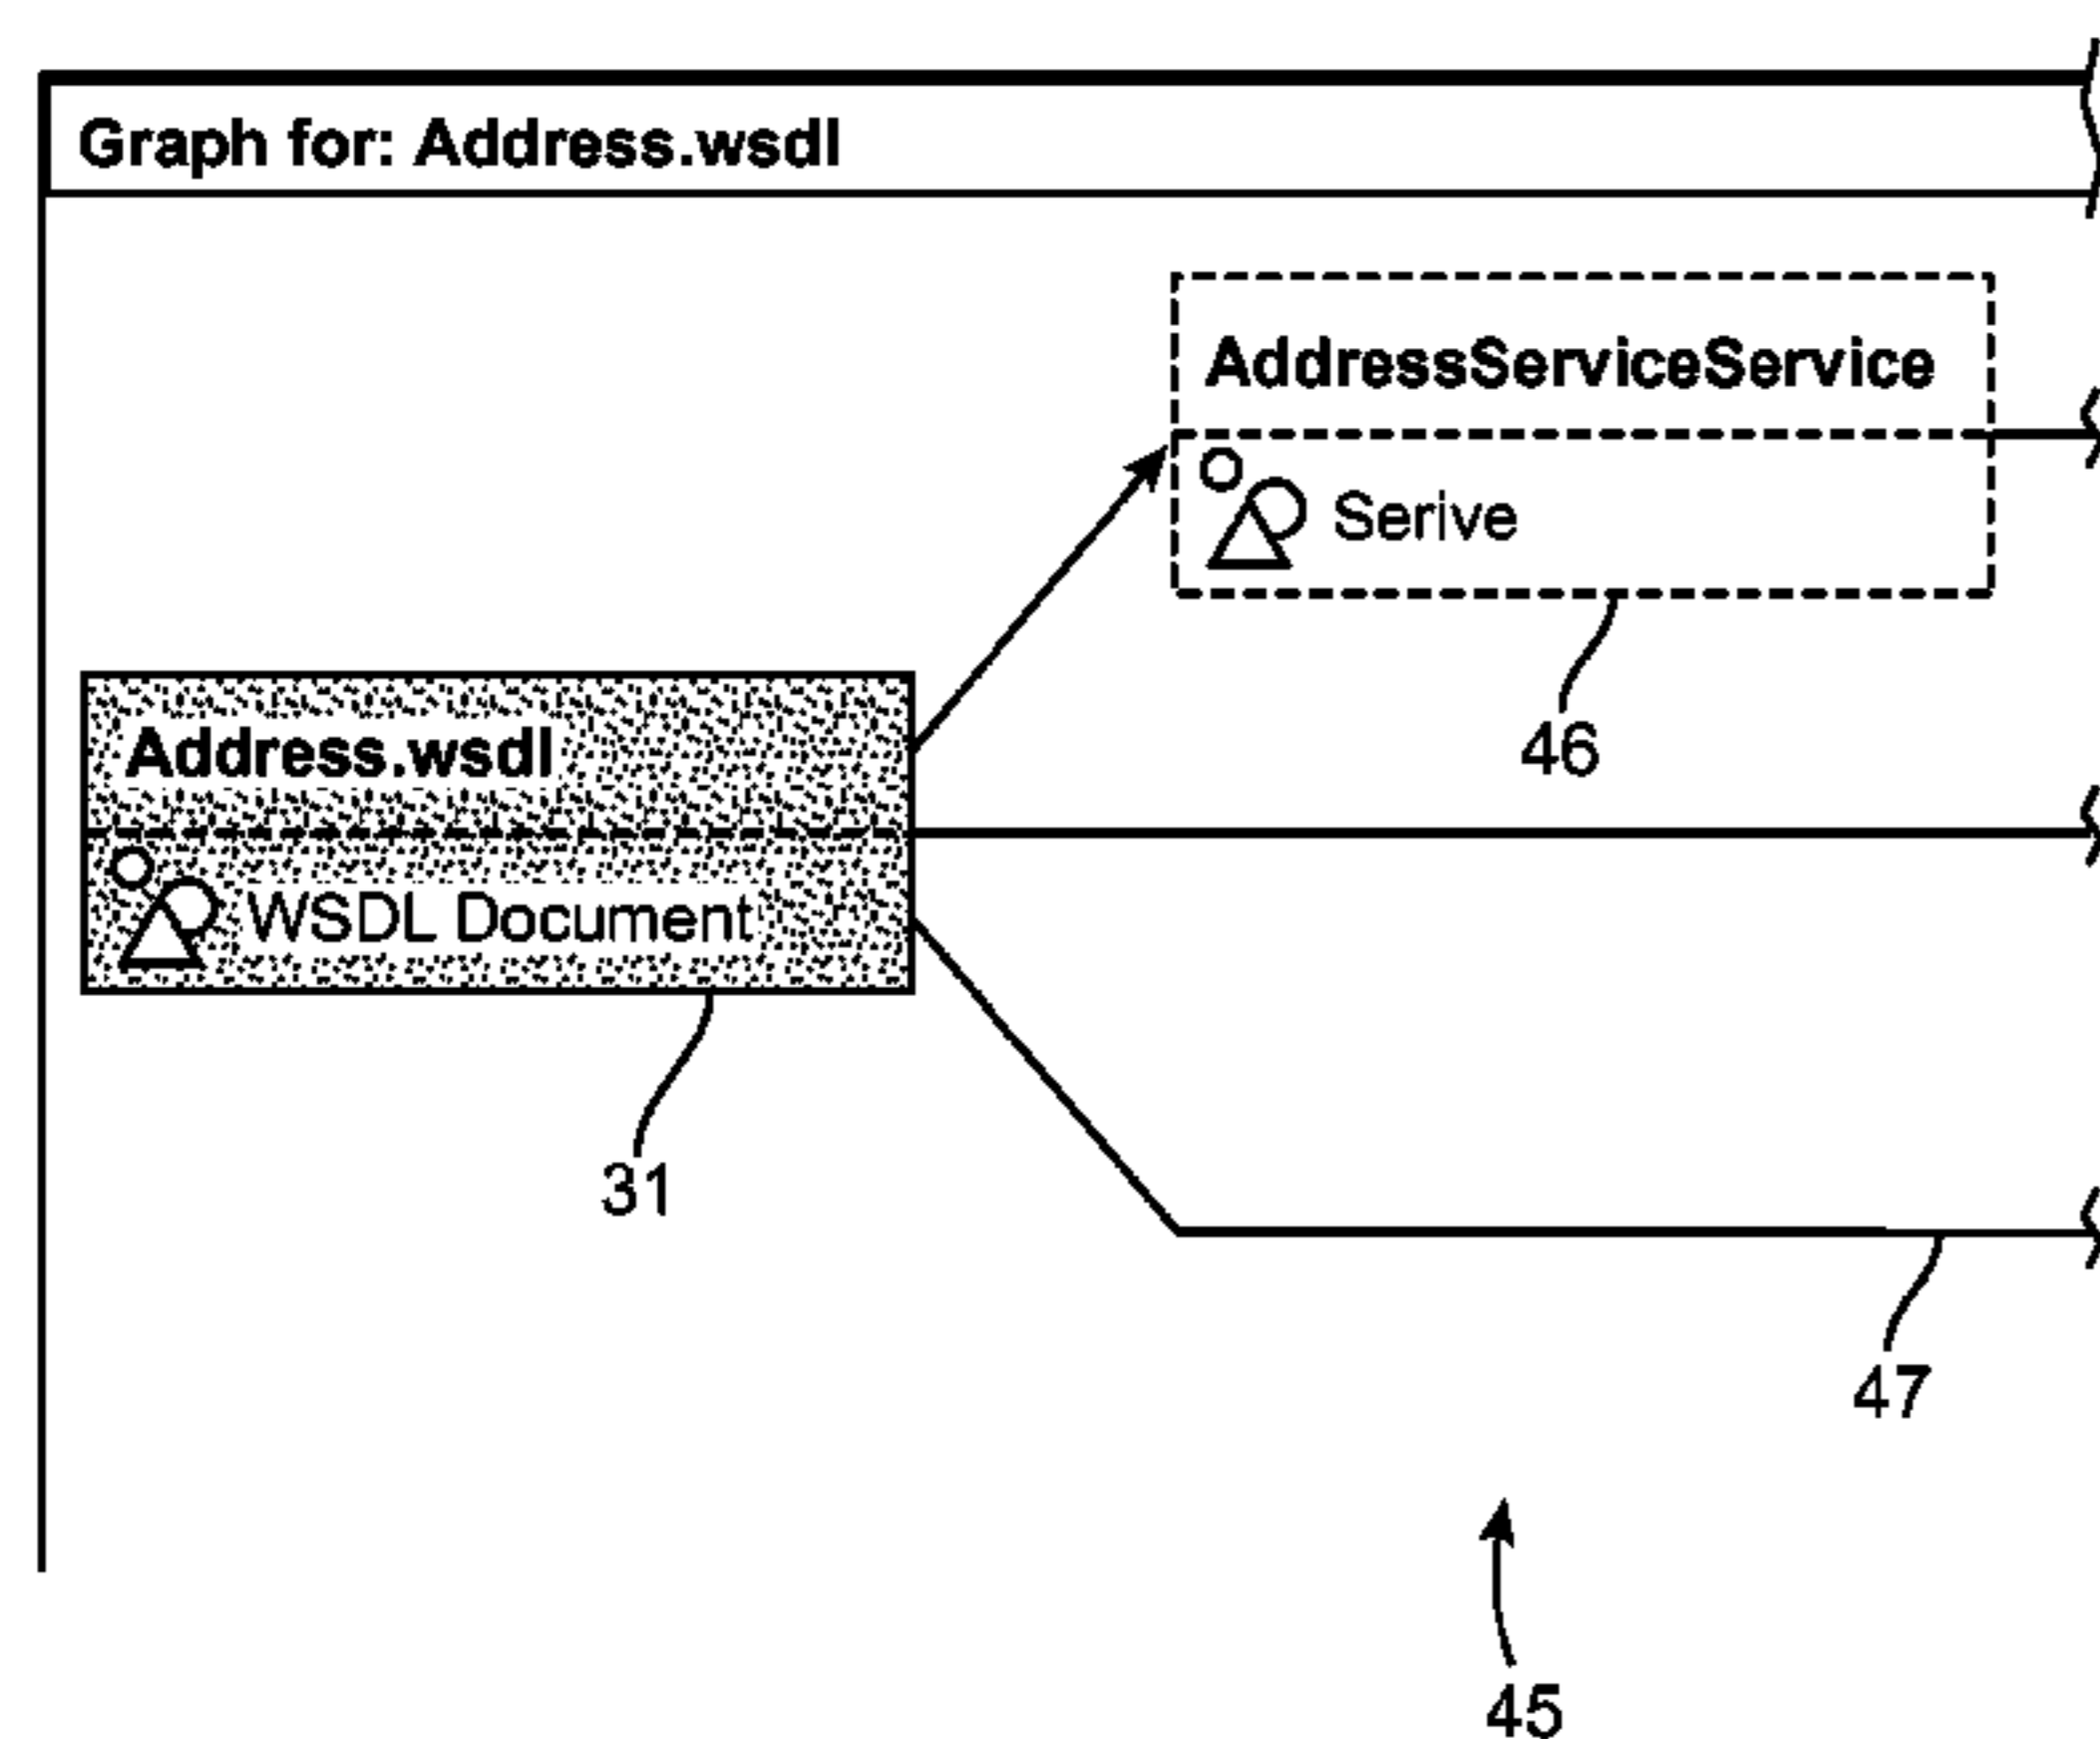 Graph for: Address.wsdl
AddressServiceService
Serive
46
Address.wsdl
WSDL Document
31
47
45